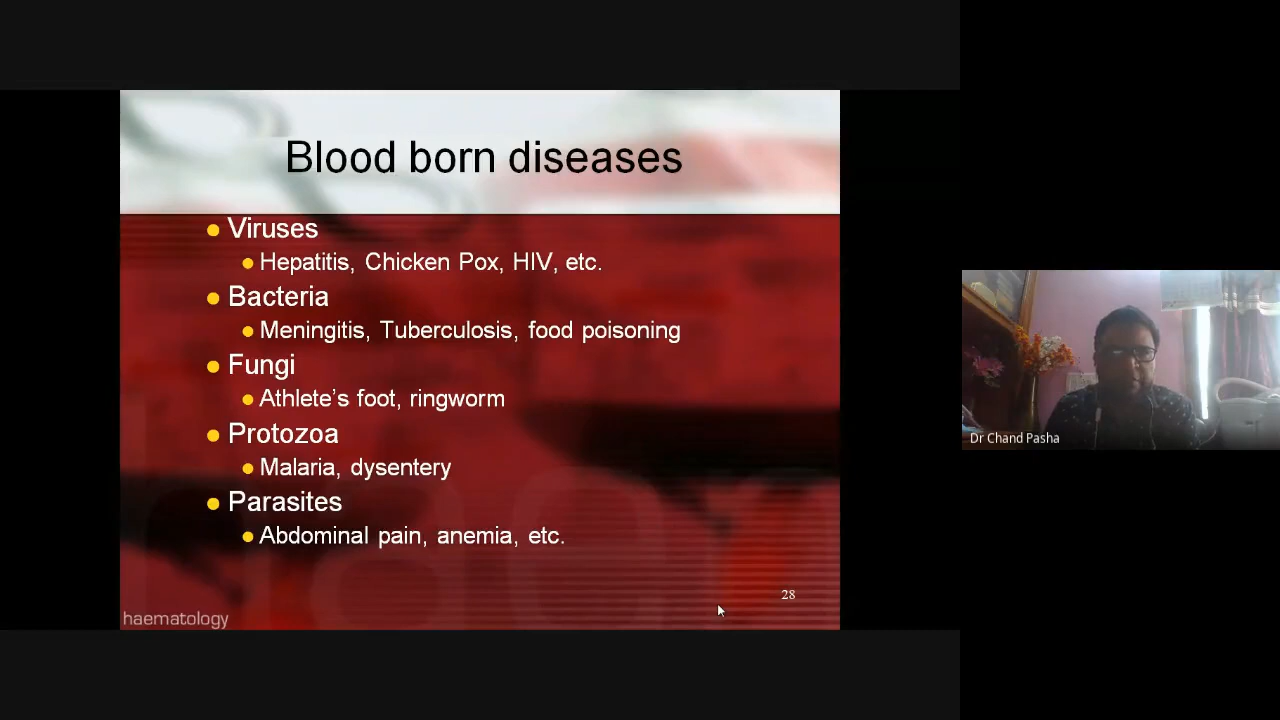 Blood born diseases
Viruses
Hepatitis, Chicken Pox, HIV, etc.
Bacteria
Meningitis, Tuberculosis, food poisoning
Fungi
Athlete’s foot, ringworm
Protozoa
Malaria, dysentery
Parasites
Abdominal pain, anemia, etc.
28
haematology
Dr Chand Pasha